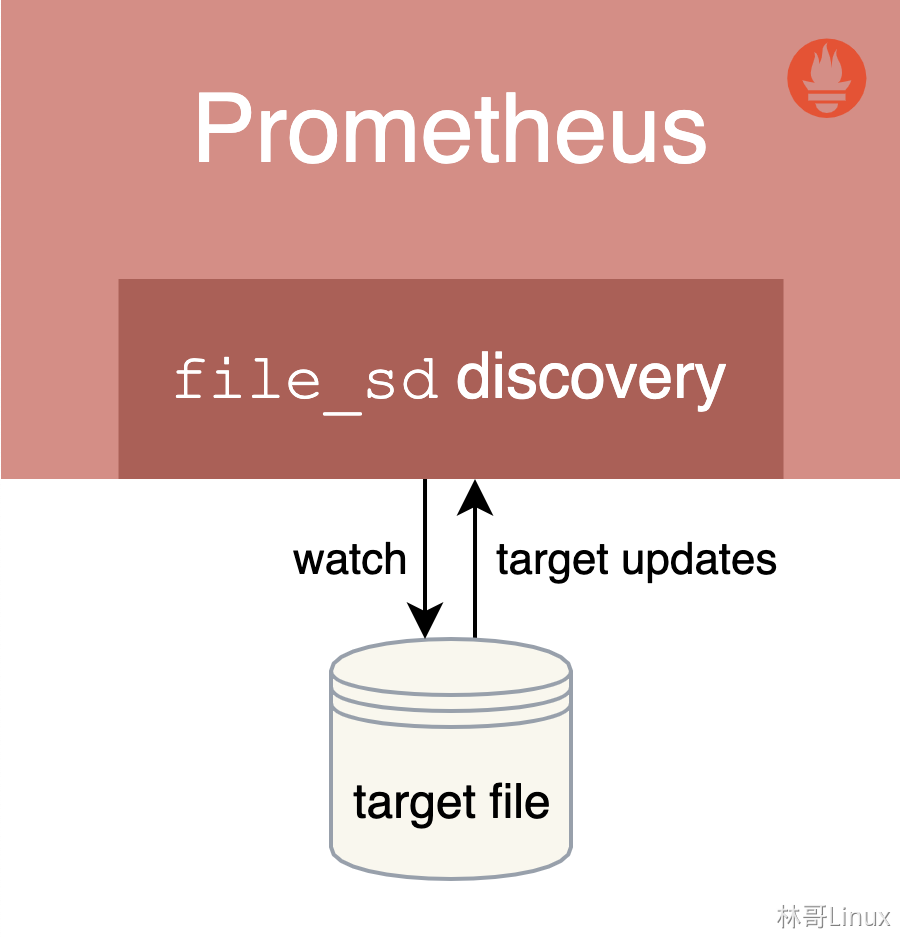 Prometheus
file_sd discovery
watch
target updates
target file
林哥Linux